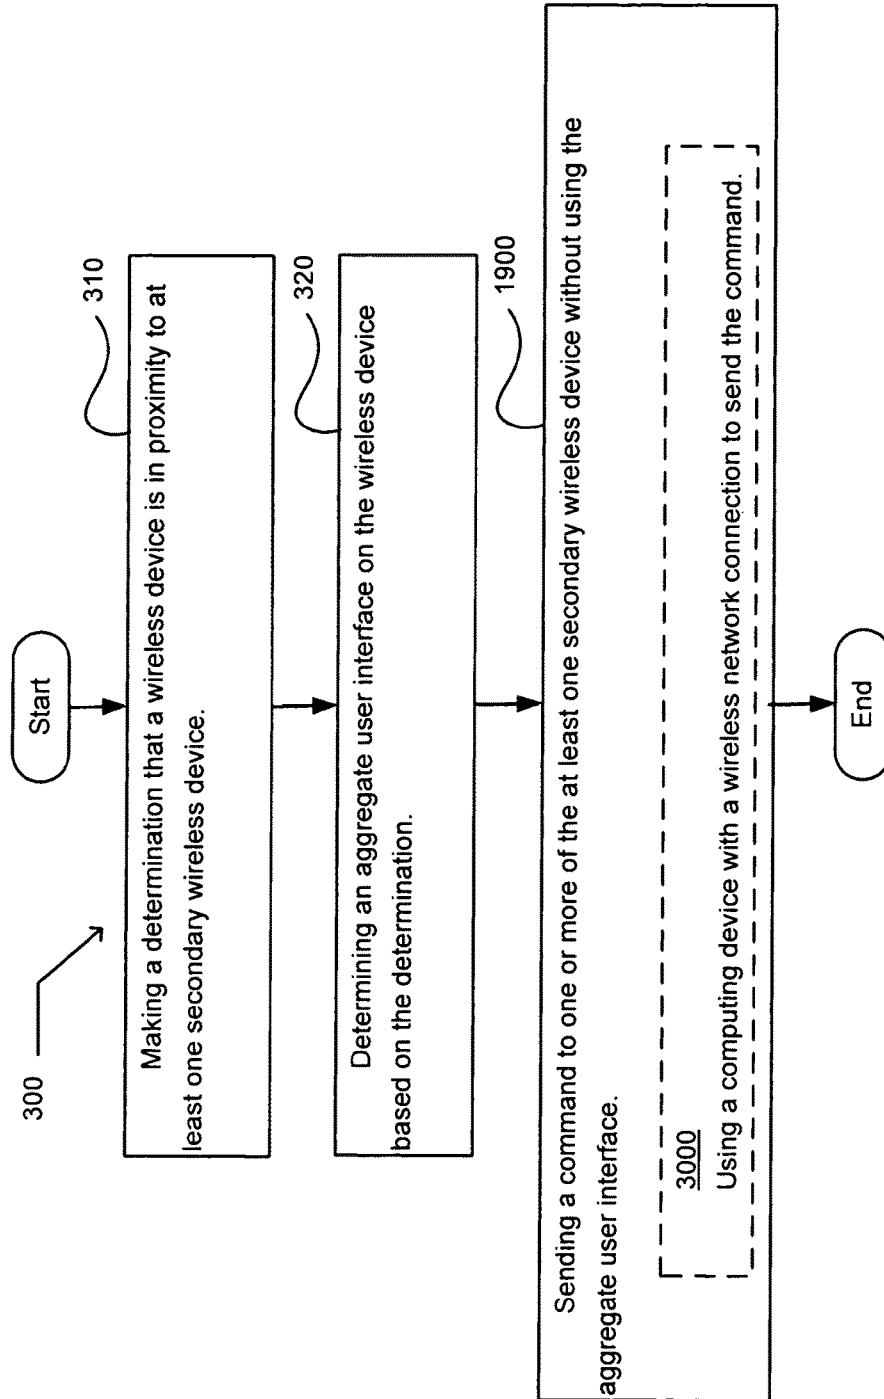 300
Start
310
Making a determination that a wireless device is in proximity to at
least one secondary wireless device.
320
Determining an aggregate user interface on the wireless device
based on the determination.
1900
Sending a command to one or more of the at least one secondary wireless device without using the
aggregate user interface.
3000
Using a computing device with a wireless network connection to send the command.
End